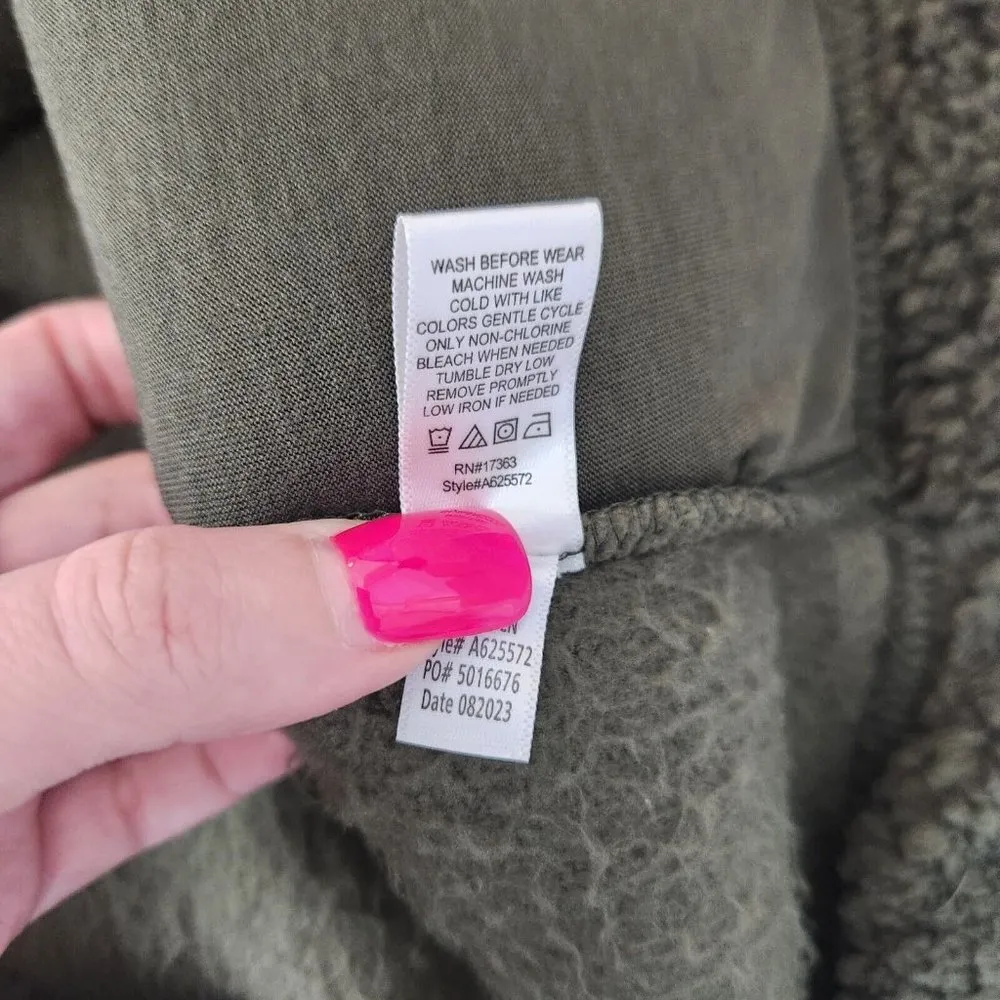 WASH BEFORE WEAR
MACHINE WASH
COLD WITH LIKE
COLORS GENTLE CYCLE
ONLY NON-CHLORINE
BLEACH WHEN NEEDED
TUMBLE DRY LOW
REMOVE PROMPTLY
LOW IRON IF NEEDED
RN#17363
Style#A625572
A625572
PO# 5016676
Date 082023